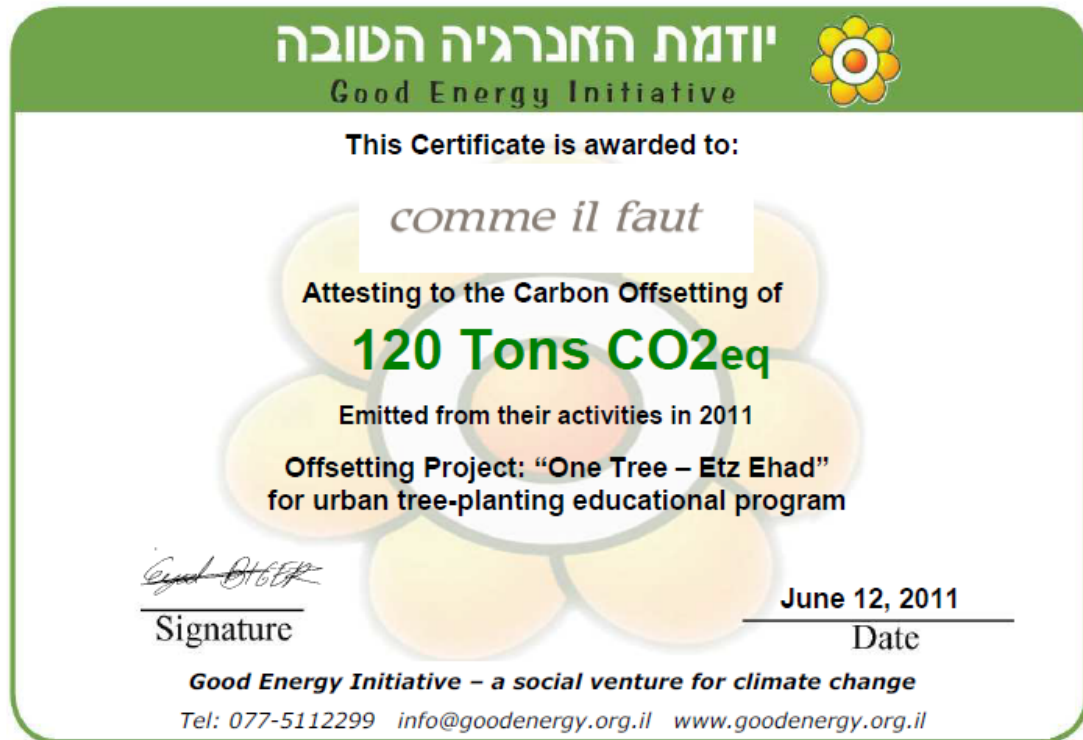 יוזמת האנרגיה הטובה
Good Energy Initiative
This Certificate is awarded to:
comme il faut
Attesting to the Carbon Offsetting of
120 Tons CO2eq
Emitted from their activities in 2011
Offsetting Project: “One Tree – Etz Ehad”
for urban tree-planting educational program
June 12, 2011
Signature
Date
Good Energy Initiative – a social venture for climate change
Tel: 077-5112299 info@goodenergy.org.il www.goodenergy.org.il